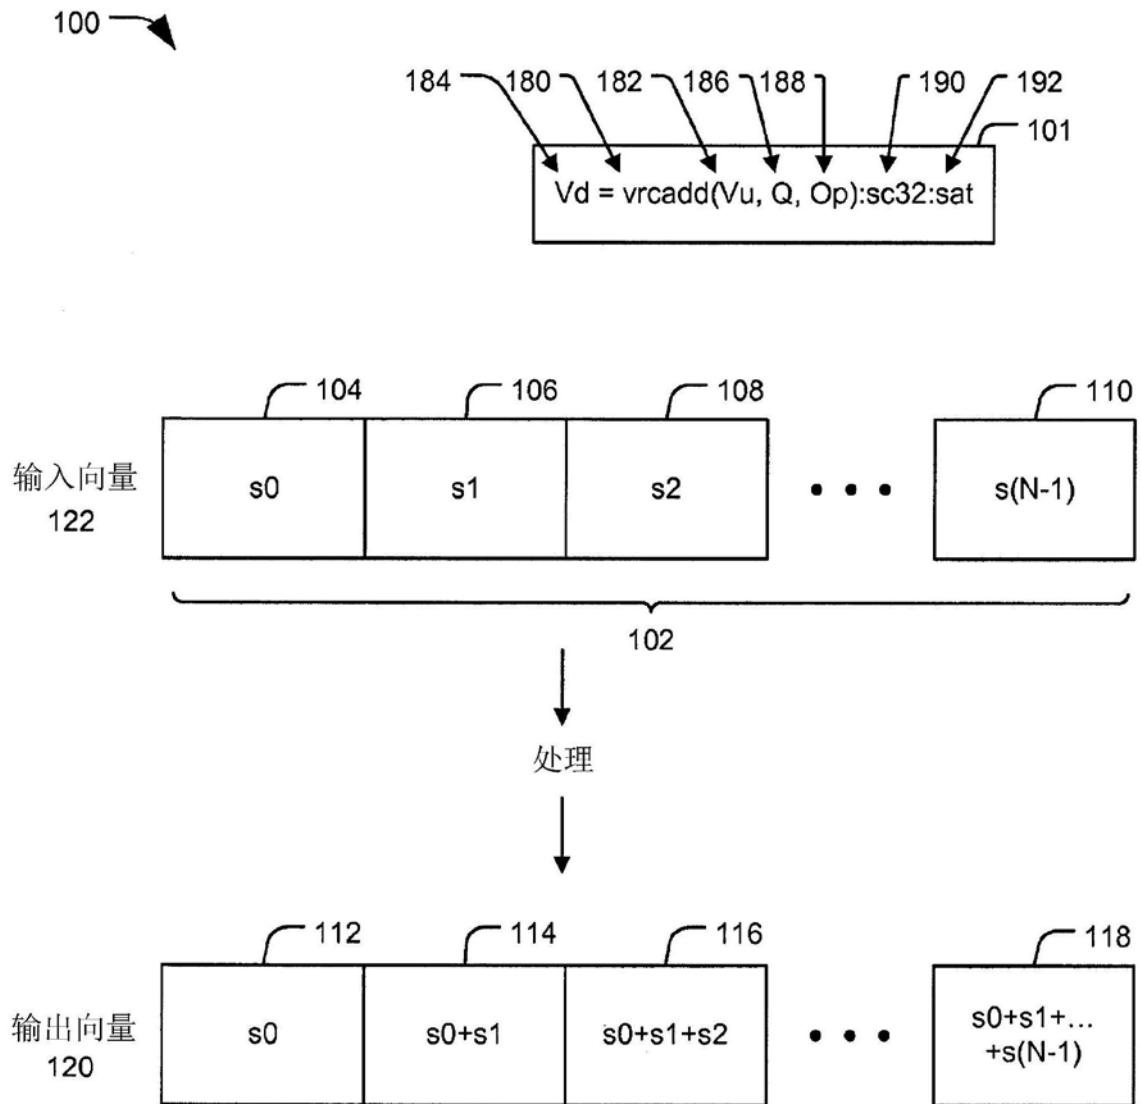 100
184 180 182 186 188 190 192
101
Vd = vrcadd(Vu, Q, Op):sc32:sat
104 106 108 110
输入向量
122
s0 s1 s2 • • • s(N-1)
102
处理
112 114 116 118
输出向量
120
s0 s0+s1 s0+s1+s2 • • • s0+s1+...
+s(N-1)